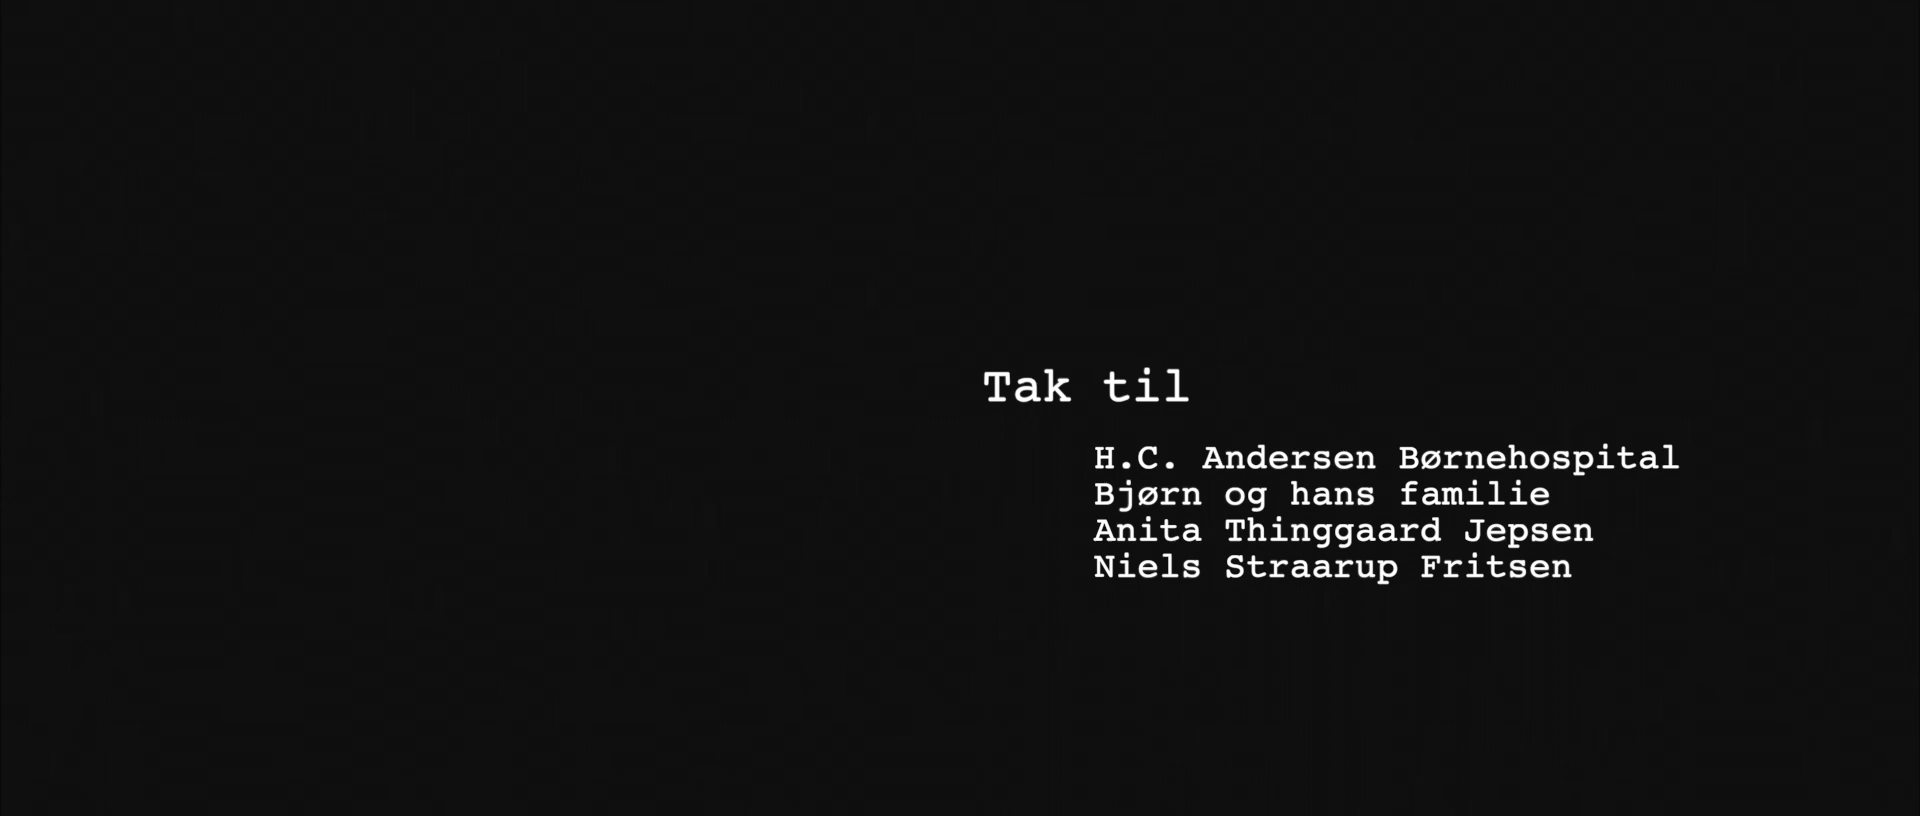 Tak til
H.C. Andersen Børnehospital
Bjørn og hans familie
Anita Thinggaard Jepsen
Niels Straarup Fritsen